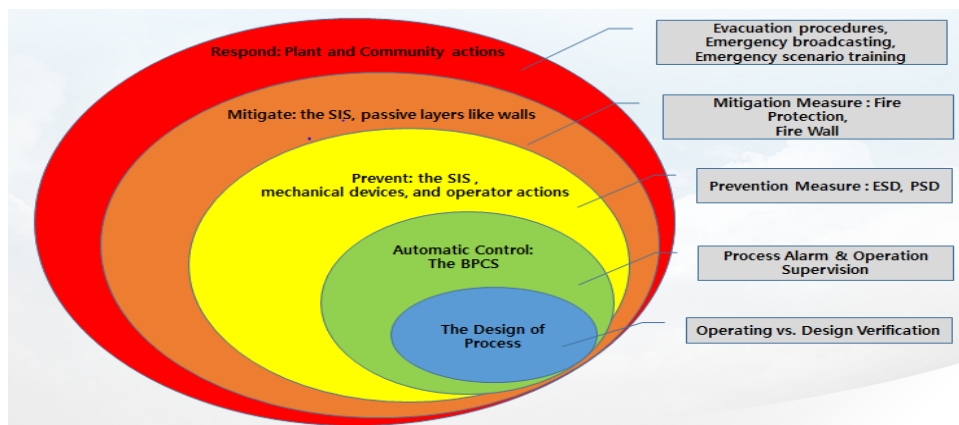 Respond: Plant and Community actions
Evacuation procedures,
Emergency broadcasting,
Emergency scenario training
Mitigate: the SIS, passive layers like walls
Mitigation Measure : Fire
Protection,
Fire Wall
Prevent: the SIS ,
mechanical devices, and operator actions
Prevention Measure : ESD, PSD
Automatic Control:
The BPCS
Process Alarm & Operation
Supervision
The Design of
Process
Operating vs. Design Verification